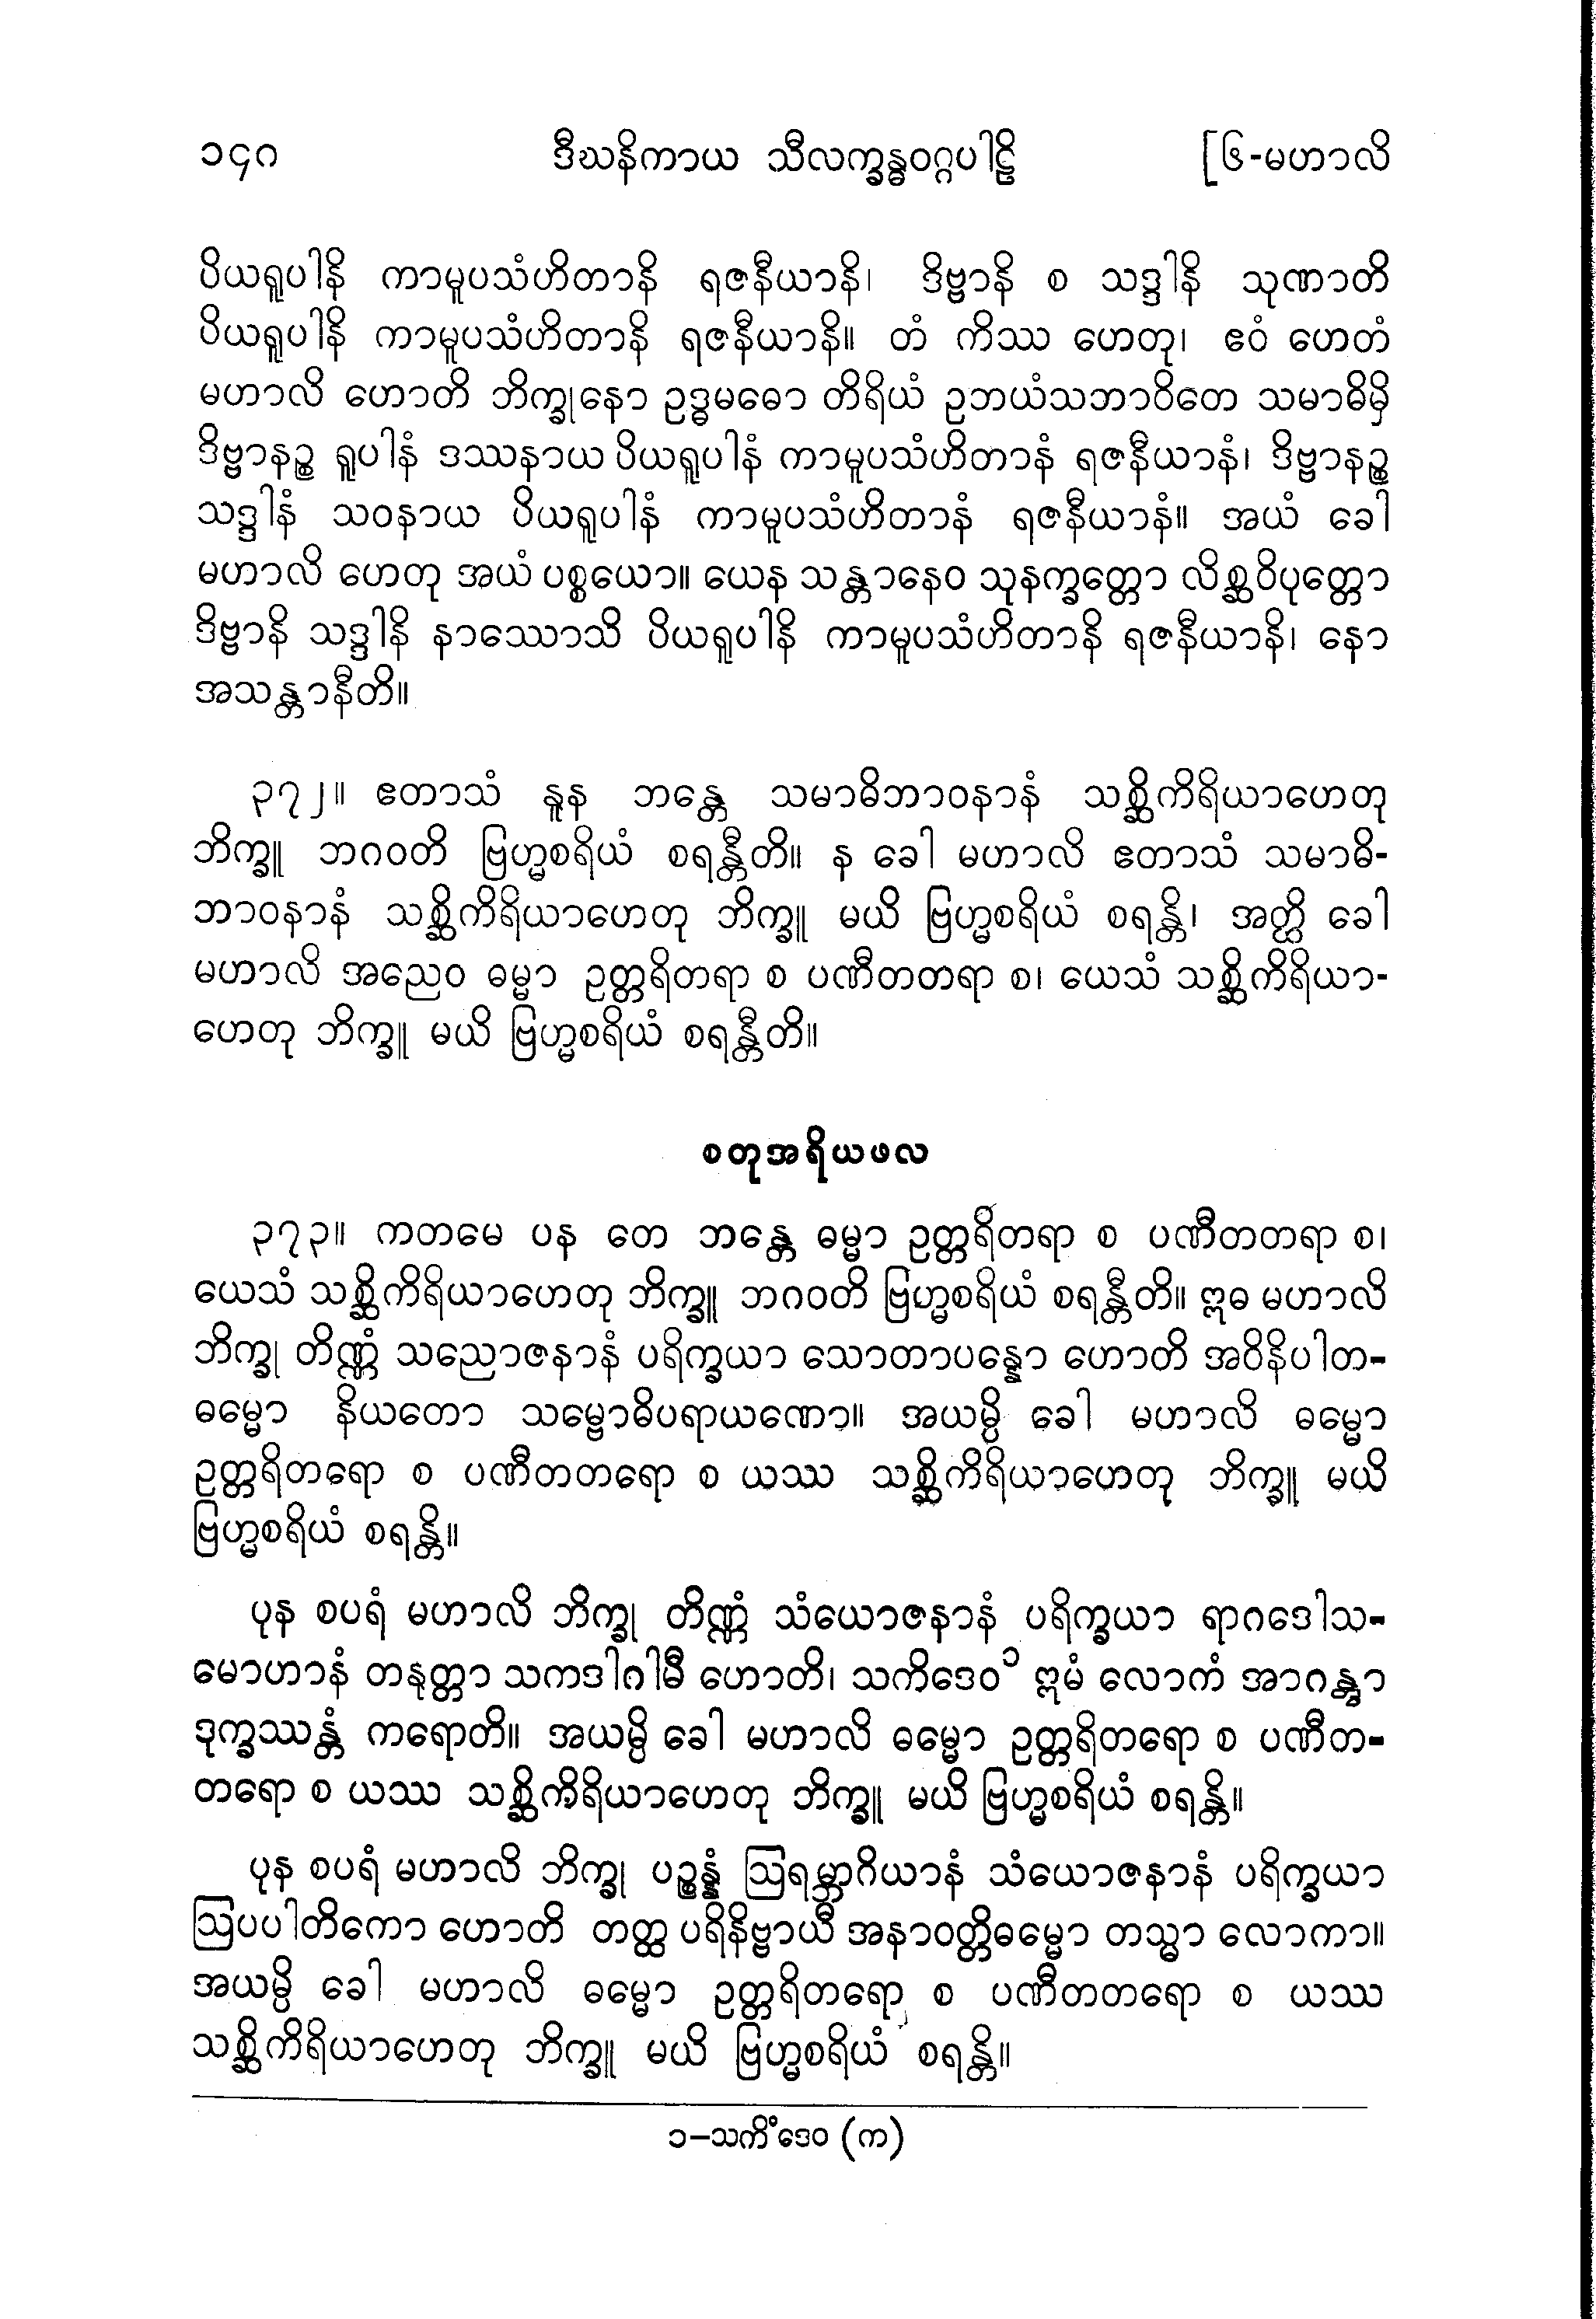 ၁၄၈ ဒီဃနိကာယ သီလက္ခန္ဓဝဂ္ဂပါဠိ [၆-မဟာလိ
ပိယရူပါနိ ကာမူပသံဟိတာနိ ရဇနီယာနိ၊ ဒိဗ္ဗာနိ စ သဒ္ဒါနိ သုဏာတိ
ပိယရူပါနိ ကာမူပသံဟိတာနိ ရဇနီယာနိ။ တံ ကိဿ ဟေတု၊ ဧဝံ ဟေတံ
မဟာလိ ဟောတိ ဘိက္ခုနော ဥဒ္ဓမဓော တိရိယံ ဥဘယံသဘာဝိတေ သမာဓိမှိ
ဒိဗ္ဗာနဉ္စ ရူပါနံ ဒဿနာယ ပိယရူပါနံ ကာမူပသံဟိတာနံ ရဇနီယာနံ၊ ဒိဗ္ဗာနဉ္စ
သဒ္ဒါနံ သဝနာယ ပိယရူပါနံ ကာမူပသံဟိတာနံ ရဇနီယာနံ။ အယံ ခေါ
မဟာလိ ဟေတု အယံ ပစ္စယော။ ယေန သန္တာနေဝ သုနက္ခတ္တော လိစ္ဆဝိပုတ္တော
ဒိဗ္ဗာနိ သဒ္ဒါနိ နာဿောသိ ပိယရူပါနိ ကာမူပသံဟိတာနိ ရဇနီယာနိ၊ နော
အသန္တာနီတိ။
၃၇၂။ ဧတာသံ နူန ဘန္တေ သမာဓိဘာဝနာနံ သစ္ဆိကိရိယာဟေတု
ဘိက္ခူ ဘဂဝတိ ဗြဟ္မစရိယံ စရန္တီတိ။ န ခေါ မဟာလိ ဧတာသံ သမာဓိ-
ဘာဝနာနံ သစ္ဆိကိရိယာဟေတု ဘိက္ခူ မယိ ဗြဟ္မစရိယံ စရန္တိ၊ အတ္ထိ ခေါ
မဟာလိ အညေဝ ဓမ္မာ ဥတ္တရိတရာ စ ပဏီတတရာ စ၊ ယေသံ သစ္ဆိကိရိယာ-
ဟေတု ဘိက္ခူ မယိ ဗြဟ္မစရိယံ စရန္တီတိ။
စတုအရိယဖလ
၃၇၃။ ကတမေ ပန တေ ဘန္တေ ဓမ္မာ ဥတ္တရိတရာ စ ပဏီတတရာ စ၊
ယေသံ သစ္ဆိကိရိယာဟေတု ဘိက္ခူ ဘဂဝတိ ဗြဟ္မစရိယံ စရန္တီတိ။ ဣဓ မဟာလိ
ဘိက္ခု တိဏ္ဏံ သညောဇနာနံ ပရိက္ခယာ သောတာပန္နော ဟောတိ အဝိနိပါတ-
ဓမ္မော နိယတော သမ္ဗောဓိပရာယဏော။ အယမ္ပိ ခေါ မဟာလိ ဓမ္မော
ဥတ္တရိတရော စ ပဏီတတရော စ ယဿ သစ္ဆိကိရိယာဟေတု ဘိက္ခူ မယိ
ဗြဟ္မစရိယံ စရန္တိ။
ပုန စပရံ မဟာလိ ဘိက္ခု တိဏ္ဏံ သံယောဇနာနံ ပရိက္ခယာ ရာဂဒေါသ-
မောဟာနံ တနုတ္တာ သကဒါဂါမီ ဟောတိ၊ သကိဒေဝ ၁ ဣမံ လောကံ အာဂန္တွာ
ဒုက္ခဿန္တံ ကရောတိ။ အယမ္ပိ ခေါ မဟာလိ ဓမ္မော ဥတ္တရိတရော စ ပဏီတ-
တရော စ ယဿ သစ္ဆိကိရိယာဟေတု ဘိက္ခူ မယိ ဗြဟ္မစရိယံ စရန္တိ။
ပုန စပရံ မဟာလိ ဘိက္ခု ပဉ္စန္နံ ဩရမ္ဘာဂိယာနံ သံယောဇနာနံ ပရိက္ခယာ
ဩပပါတိကော ဟောတိ တတ္ထ ပရိနိဗ္ဗာယီ အနာဝတ္တိဓမ္မော တသ္မာ လောကာ။
အယမ္ပိ ခေါ မဟာလိ ဓမ္မော ဥတ္တရိတရော စ ပဏီတတရော စ ယဿ
သစ္ဆိကိရိယာဟေတု ဘိက္ခူ မယိ ဗြဟ္မစရိယံ စရန္တိ။
၁–သကိံဒေဝ (က)